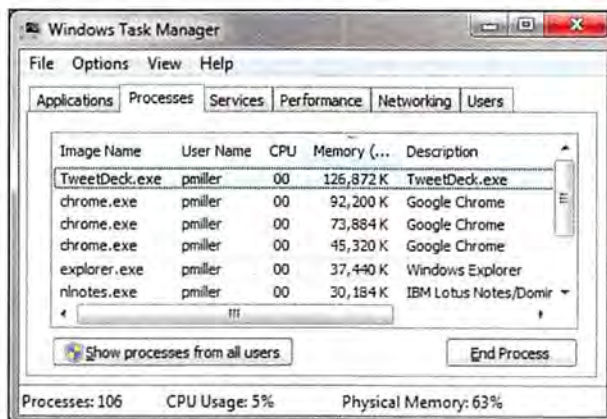 Windows Task Manager
File Options View Help
Applications Processes Services Performance Networking Users
Image Name User Name CPU Memory (... Description
TweetDeck.exe pmiller 00 126,872 K TweetDeck.exe
chrome.exe pmiller 00 92,200 K Google Chrome
chrome.exe pmiller 00 73,884 K Google Chrome
chrome.exe pmiller 00 45,320 K Google Chrome
explorer.exe pmiller 00 37,440 K Windows Explorer
nlnotes.exe pmiller 00 30,184 K IBM Lotus Notes/Domir
Show processes from all users End Process
Processes: 106 CPU Usage: 5% Physical Memory: 63%